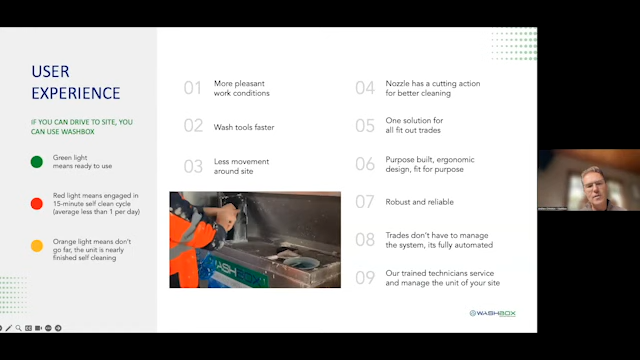 USER
EXPERIENCE
IF YOU CAN DRIVE TO SITE, YOU
CAN USE WASHBOX
Green light
means ready to use
Red light means engaged in
15-minute self clean cycle
(average less than 1 per day)
Orange light means don't
go far, the unit is nearly
finished self cleaning
01
More pleasant
work conditions
02
Wash tools faster
03
Less movement
around site
WASH
04
Nozzle has a cutting action
for better cleaning
05
One solution for
all fit out trades
06
Purpose built, ergonomic
design, fit for purpose
07
Robust and reliable
08
Trades don't have to manage
the system, its fully automated
09
Our trained technicians service
and manage the unit of your site
WASHBOX